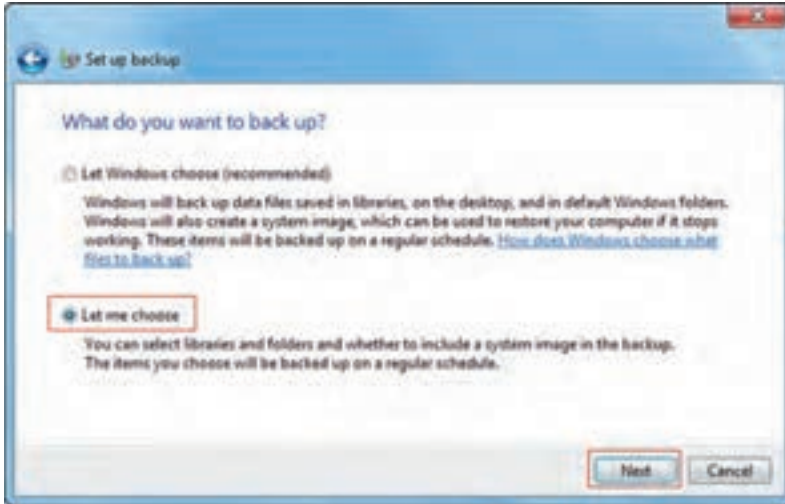 Set up backup
What do you want to back up?
Let Windows choose (recommended)
Windows will back up data files saved in libraries, on the desktop, and in default Windows folders.
Windows will also create a system image, which can be used to restore your computer if it stops
working. These items will be backed up on a regular schedule. How does Windows choose what
files to back up?
Let me choose
You can select libraries and folders and whether to include a system image in the backup.
The items you choose will be backed up on a regular schedule.
Next Cancel